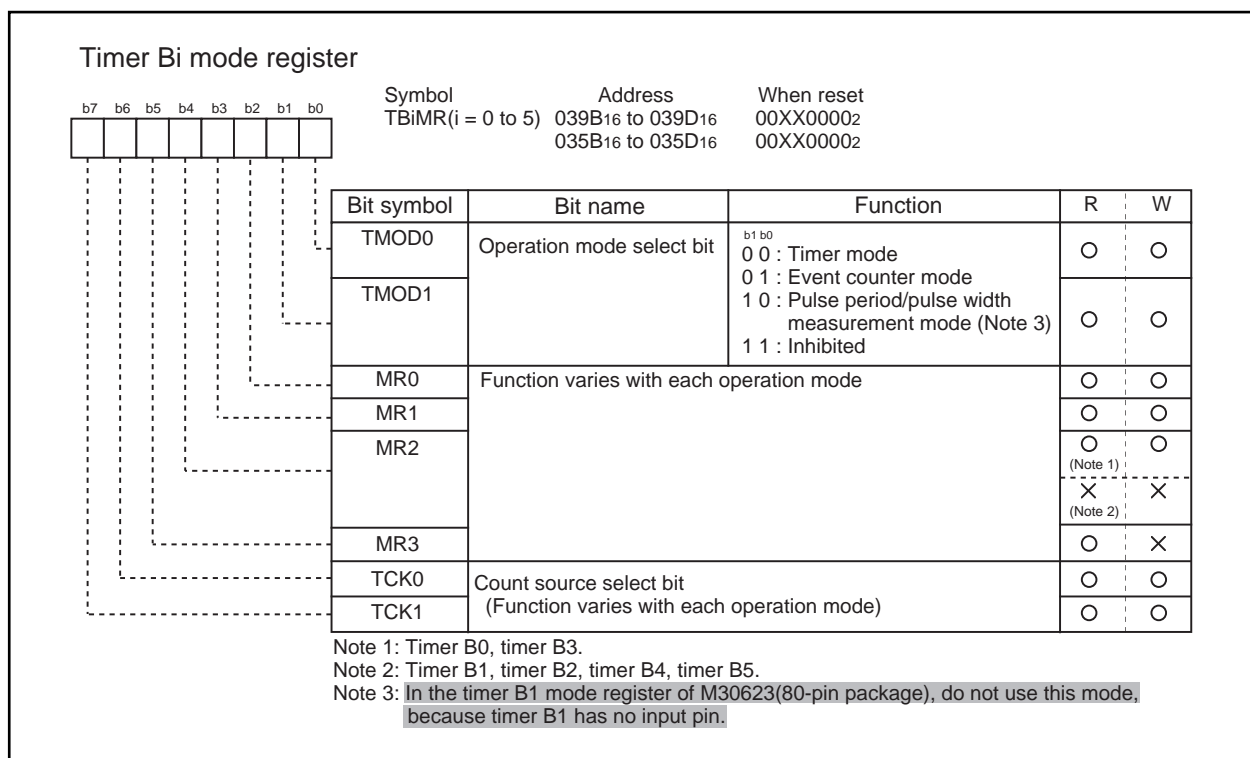 Timer Bi mode register
Symbol Address When reset
TBiMR(i = 0 to 5) 039B16 to 039D16 00XX00002
035B16 to 035D16 00XX00002
b7 b6 b5 b4 b3 b2 b1 b0
Bit symbol Bit name Function R W
TMOD0 Operation mode select bit
b1 b0
0 0 : Timer mode
0 1 : Event counter mode
TMOD1
1 0 : Pulse period/pulse width
measurement mode (Note 3)
1 1 : Inhibited
MR0 Function varies with each operation mode
MR1
MR2
(Note 1)
(Note 2)
MR3
TCK0 Count source select bit
TCK1 (Function varies with each operation mode)
Note 1: Timer B0, timer B3.
Note 2: Timer B1, timer B2, timer B4, timer B5.
Note 3: In the timer B1 mode register of M30623(80-pin package), do not use this mode,
because timer B1 has no input pin.